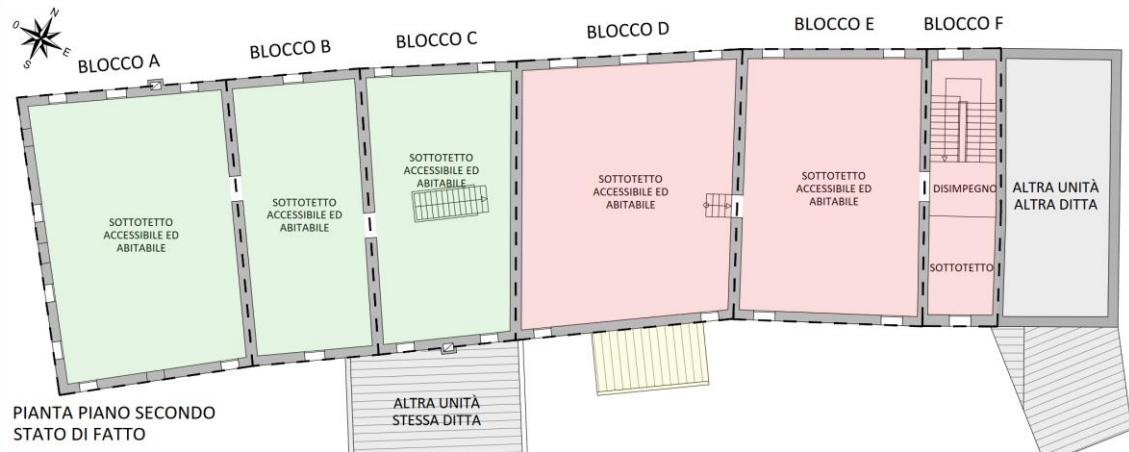 N
O
E
S
BLOCCO A
BLOCCO B
BLOCCO C
BLOCCO D
BLOCCO E
BLOCCO F
SOTTOTETTO
ACCESSIBILE ED
ABITABILE
SOTTOTETTO
ACCESSIBILE ED
ABITABILE
SOTTOTETTO
ACCESSIBILE ED
ABITABILE
SOTTOTETTO
ACCESSIBILE ED
ABITABILE
SOTTOTETTO
ACCESSIBILE ED
ABITABILE
DISIMPEGNO
SOTTOTETTO
ALTRA UNITÀ
ALTRA DITTA
ALTRA UNITÀ
STESSA DITTA
PIANTA PIANO SECONDO
STATO DI FATTO